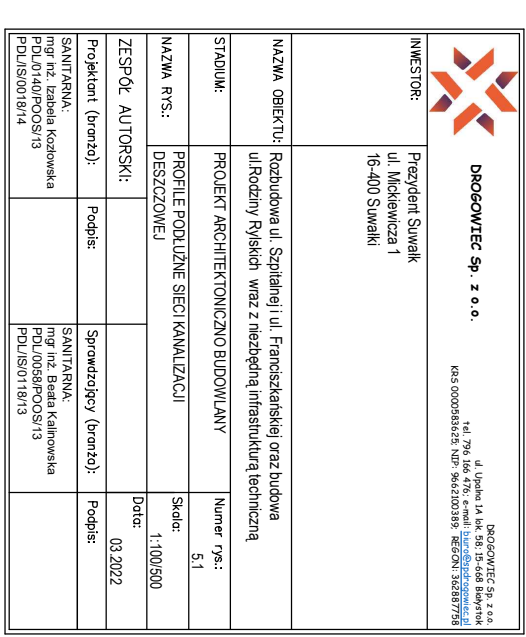 DROGOWIEC Sp. z o.o.
DROGOWIEC Sp. z o.o.
ul. Upalna 1A lok. 58; 15-668 Białystok
tel. 796 166 476; e-mail: biuro@spdrogowiec.pl
KRS 0000583625; NIP: 9662100389; REGON: 362887758
INWESTOR:
Prezydent Suwałk
ul. Mickiewicza 1
16-400 Suwałki
NAZWA OBIEKTU:
Rozbudowa ul. Szpitalnej i ul. Franciszkańskiej oraz budowa
ul.Rodziny Rylskich wraz z niezbędną infrastrukturą techniczną
STADIUM:
PROJEKT ARCHITEKTONICZNO BUDOWLANY
Numer rys.:
5.1
NAZWA RYS.:
PROFILE PODŁUŻNE SIECI KANALIZACJI
DESZCZOWEJ
Skala:
1:100/500
ZESPÓŁ AUTORSKI:
Data:
03.2022
Projektant (branża):
Podpis:
Sprawdzający (branża):
Podpis:
SANITARNA:
mgr inż. Izabela Kozłowska
PDL/0140/POOS/13
PDL/IS/0018/14
SANITARNA:
mgr inż. Beata Kalinowska
PDL/0058/POOS/13
PDL/IS/0118/13